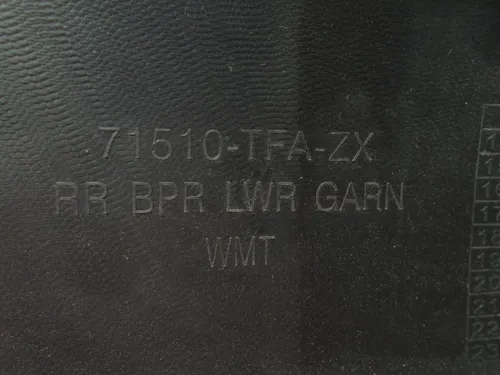 71510-TFA-ZX
RR BPR LWR GARN
WMT